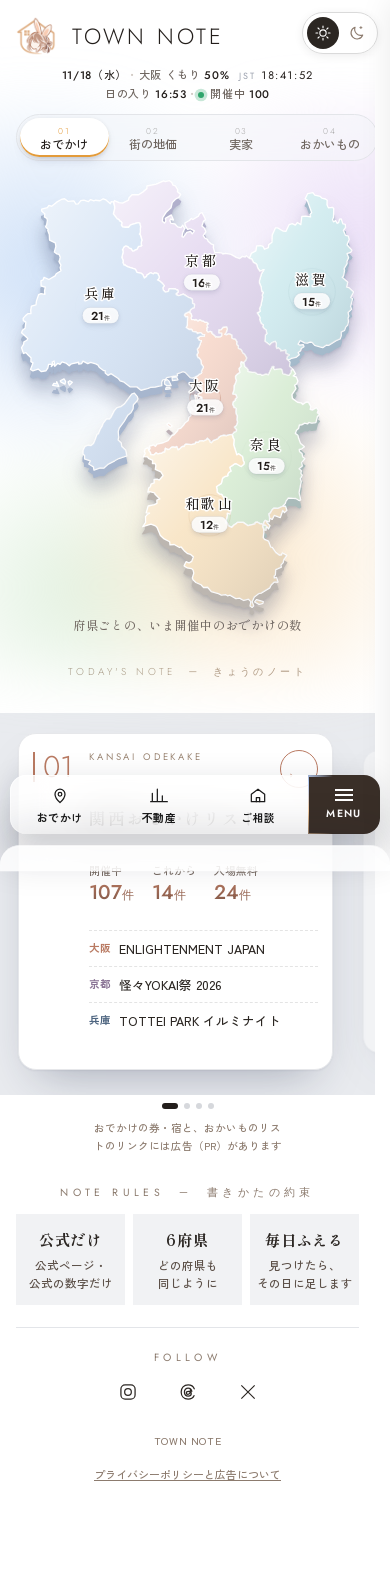 TOWN NOTE
11/18（水） · 大阪 くもり 50% JST 18:41:52
日の入り 16:53 · 開催中 100
01 02 03 04
おでかけ 街の地価 実家 おかいもの
京都
16件
滋賀
15件
兵庫
21件
大阪
21件
奈良
15件
和歌山
12件
府県ごとの、いま開催中のおでかけの数
TODAY'S NOTE — きょうのノート
01
KANSAI ODEKAKE
おでかけ 不動産 ご相談 MENU
開催中 これから 入場無料
107件 14件 24件
大阪 ENLIGHTENMENT JAPAN
京都 怪々YOKAI祭 2026
兵庫 TOTTEI PARK イルミナイト
おでかけの券・宿と、おかいものリス
トのリンクには広告（PR）があります
NOTE RULES — 書きかたの約束
公式だけ 6府県 毎日ふえる
公式ページ・ どの府県も 見つけたら、
公式の数字だけ 同じように その日に足します
FOLLOW
TOWN NOTE
プライバシーポリシーと広告について